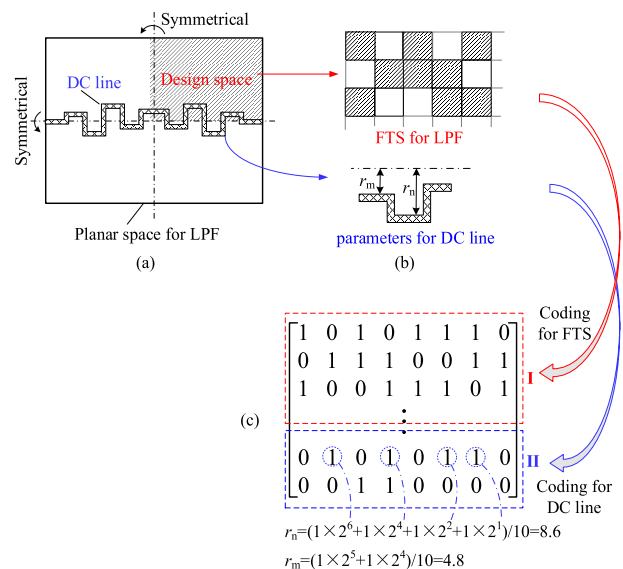 Symmetrical
DC line
Design space
Symmetrical
Planar space for LPF
(a)
FTS for LPF
r_m
r_n
parameters for DC line
(b)
Coding
for FTS
1 0 1 0 1 1 1 0
0 1 1 1 0 0 1 1
1 0 0 1 1 1 0 1
I
(c)
0 1 0 1 0 1 1 0
0 0 1 1 0 0 0 0
II
Coding for
DC line
r_n=(1×2^6+1×2^4+1×2^2+1×2^1)/10=8.6
r_m=(1×2^5+1×2^4)/10=4.8